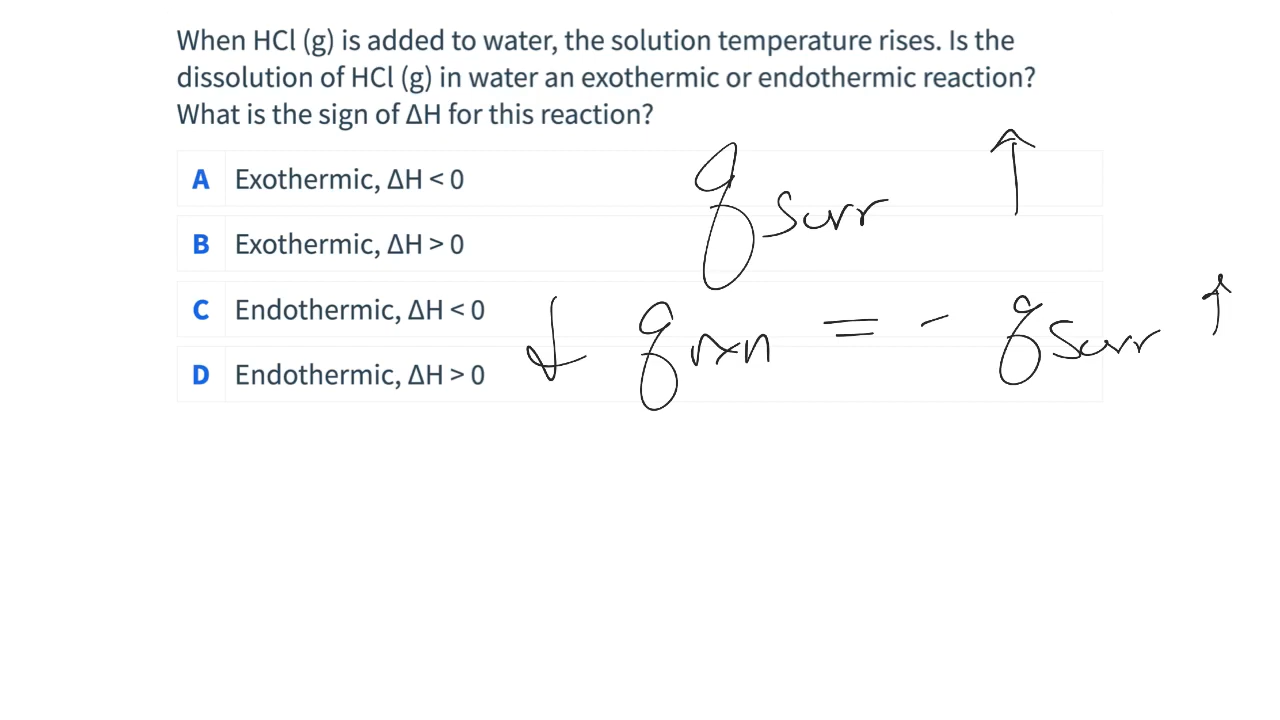 When HCl (g) is added to water, the solution temperature rises. Is the
dissolution of HCl (g) in water an exothermic or endothermic reaction?
What is the sign of ΔH for this reaction?
A Exothermic, ΔH < 0
B Exothermic, ΔH > 0
C Endothermic, ΔH < 0
D Endothermic, ΔH > 0
q surr ↑
↓ q rxn = - q surr ↑